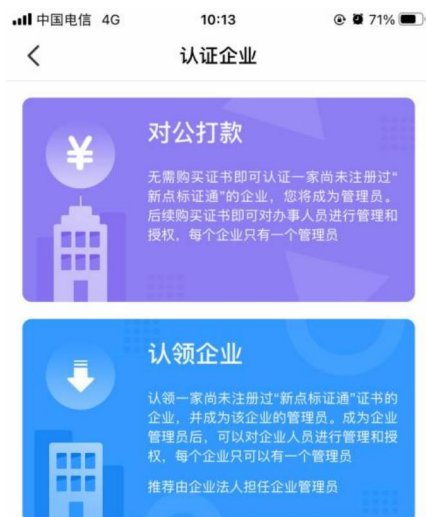 中国电信 4G 10:13 71%
认证企业
¥
对公打款
无需购买证书即可认证一家尚未注册过“
新点标证通”的企业，您将成为管理员。
后续购买证书即可对办事人员进行管理和
授权，每个企业只有一个管理员
认领企业
认领一家尚未注册过“新点标证通”证书的
企业，并成为该企业的管理员。成为企业
管理员后，可以对企业人员进行管理和授
权，每个企业只可以有一个管理员
推荐由企业法人担任企业管理员